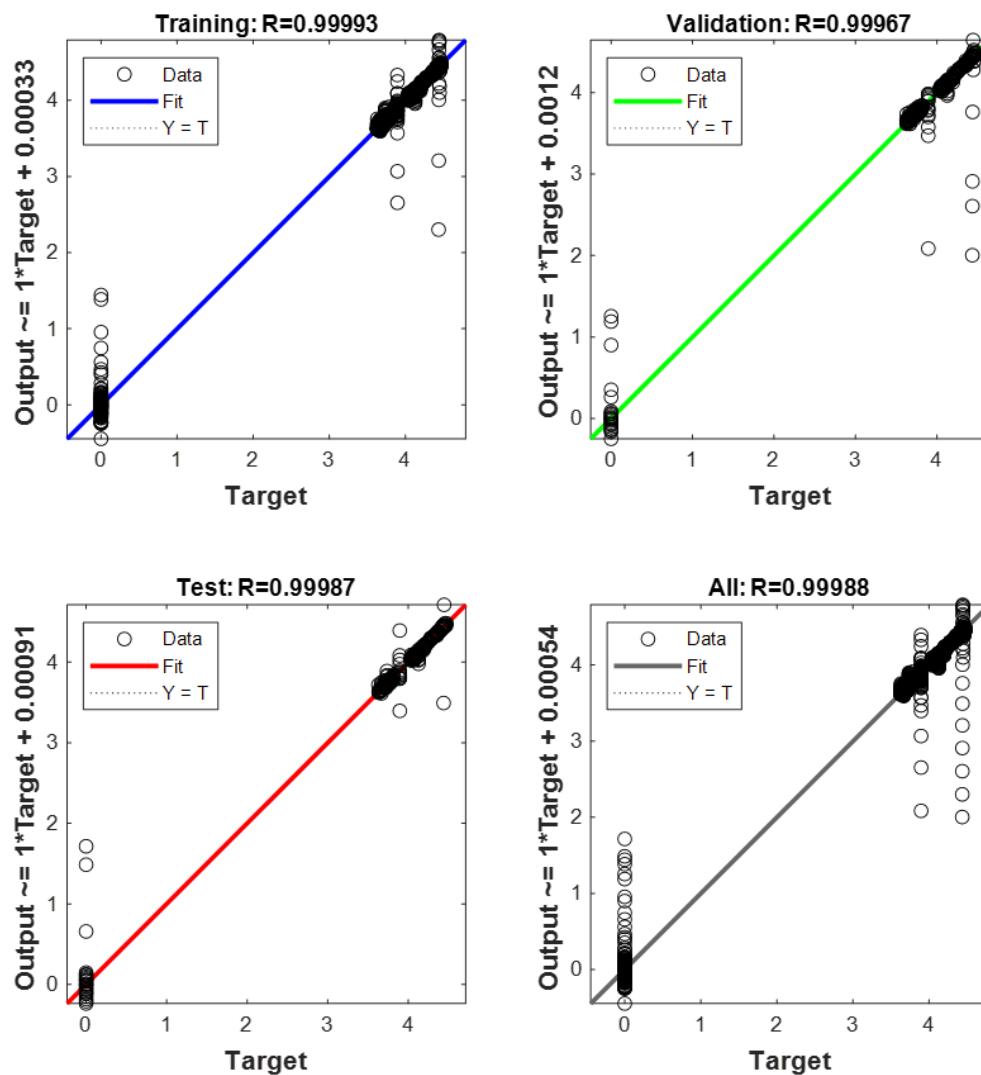 Training: R=0.99993
Output ~= 1*Target + 0.00033
Data
Fit
Y = T
4
3
2
1
0
0 1 2 3 4
Target
Validation: R=0.99967
Output ~= 1*Target + 0.0012
Data
Fit
Y = T
4
3
2
1
0
0 1 2 3 4
Target
Test: R=0.99987
Output ~= 1*Target + 0.00091
Data
Fit
Y = T
4
3
2
1
0
0 1 2 3 4
Target
All: R=0.99988
Output ~= 1*Target + 0.00054
Data
Fit
Y = T
4
3
2
1
0
0 1 2 3 4
Target